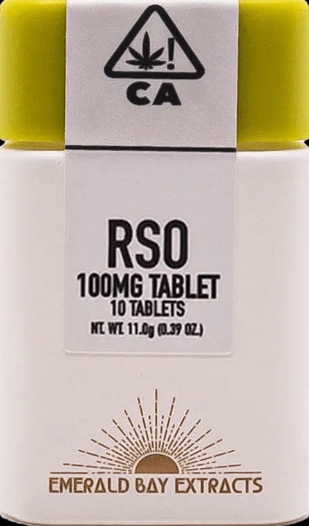 CA
RSO
100MG TABLET
10 TABLETS
NT. WT. 11.0g (0.39 OZ.)
EMERALD BAY EXTRACTS